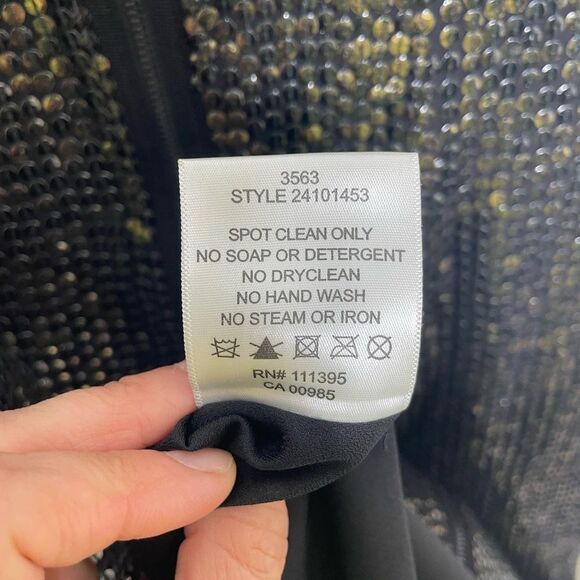 3563
STYLE 24101453
SPOT CLEAN ONLY
NO SOAP OR DETERGENT
NO DRYCLEAN
NO HAND WASH
NO STEAM OR IRON
RN# 111395
CA 00985